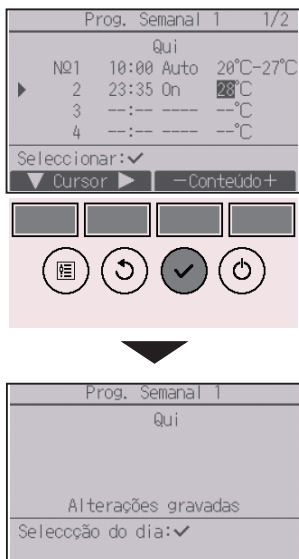 Prog. Semanal 1 1/2
Qui
№1 10:00 Auto 20°C-27°C
2 23:35 On 28°C
3 --:-- ---- --°C
4 --:-- ---- --°C
Seleccionar:✓
▼ Cursor ▶ －Conteúdo＋
Prog. Semanal 1
Qui
Alterações gravadas
Selecção do dia:✓